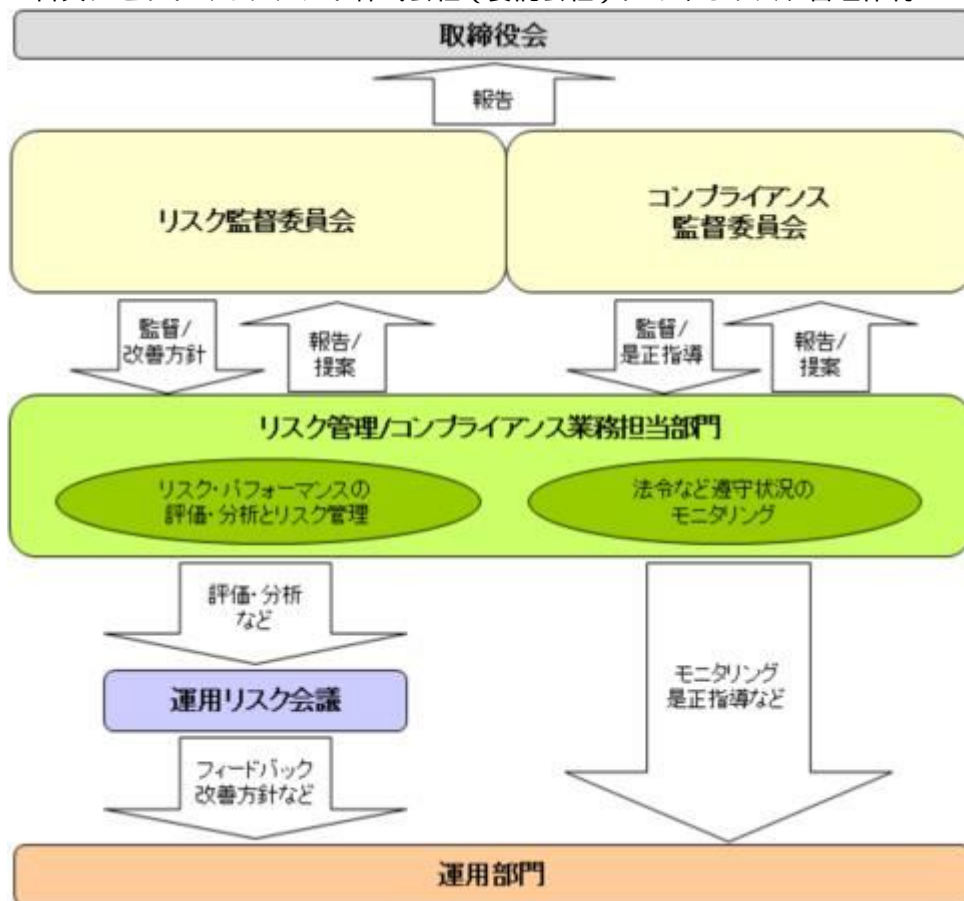 取締役会
報告
リスク監督委員会
コンプライアンス
監督委員会
監督/
改善方針
報告/
提案
監督/
是正指導
報告/
提案
リスク管理/コンプライアンス業務担当部門
リスク・パフォーマンスの
評価・分析とリスク管理
法令など遵守状況の
モニタリング
評価・分析
など
運用リスク会議
モニタリング
是正指導など
フィードバック
改善方針など
運用部門